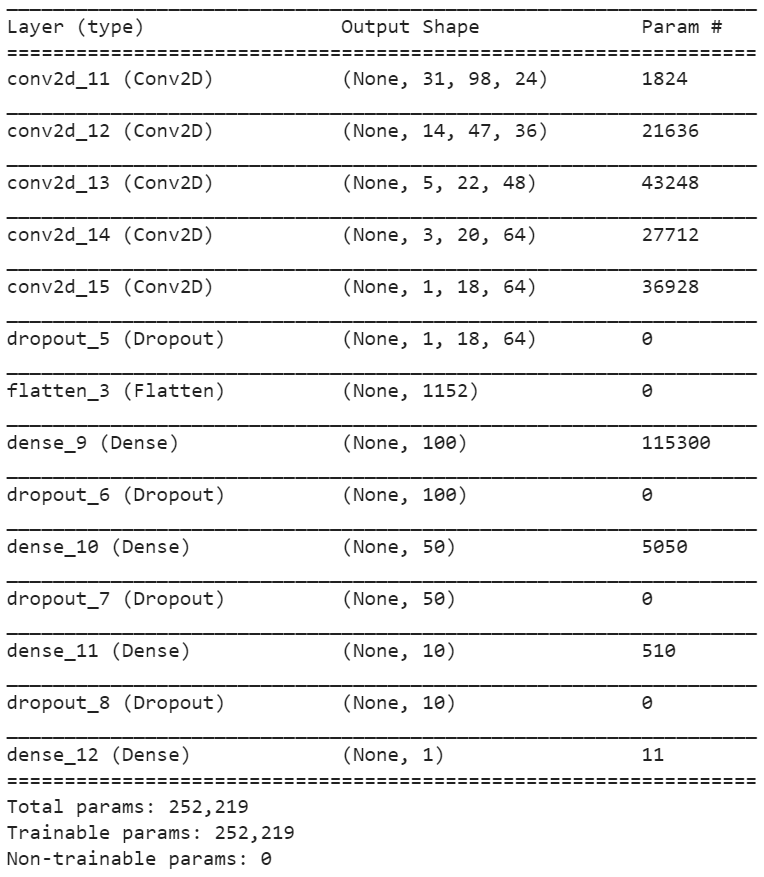 Layer (type) Output Shape Param #
conv2d_11 (Conv2D) (None, 31, 98, 24) 1824
conv2d_12 (Conv2D) (None, 14, 47, 36) 21636
conv2d_13 (Conv2D) (None, 5, 22, 48) 43248
conv2d_14 (Conv2D) (None, 3, 20, 64) 27712
conv2d_15 (Conv2D) (None, 1, 18, 64) 36928
dropout_5 (Dropout) (None, 1, 18, 64) 0
flatten_3 (Flatten) (None, 1152) 0
dense_9 (Dense) (None, 100) 115300
dropout_6 (Dropout) (None, 100) 0
dense_10 (Dense) (None, 50) 5050
dropout_7 (Dropout) (None, 50) 0
dense_11 (Dense) (None, 10) 510
dropout_8 (Dropout) (None, 10) 0
dense_12 (Dense) (None, 1) 11
Total params: 252,219
Trainable params: 252,219
Non-trainable params: 0